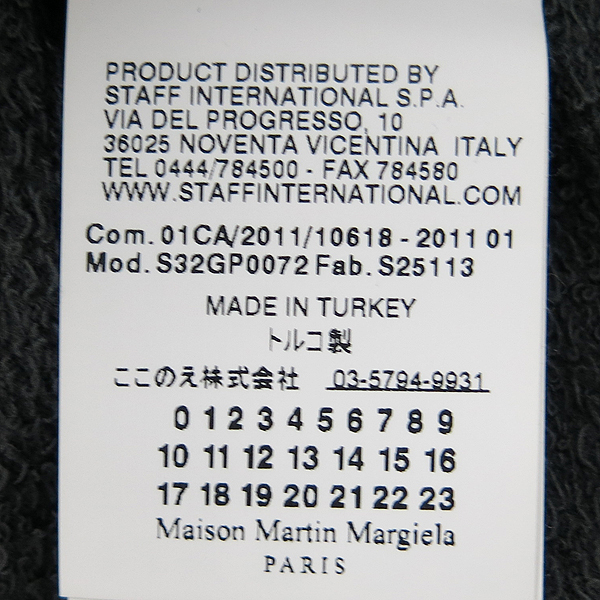 PRODUCT DISTRIBUTED BY
STAFF INTERNATIONAL S.P.A.
VIA DEL PROGRESSO, 10
36025 NOVENTA VICENTINA ITALY
TEL 0444/784500 - FAX 784580
WWW.STAFFINTERNATIONAL.COM
Com. 01CA/2011/10618 - 2011 01
Mod. S32GP0072 Fab. S25113
MADE IN TURKEY
トルコ製
ここのえ株式会社 03-5794-9931
0 1 2 3 4 5 6 7 8 9
10 11 12 13 14 15 16
17 18 19 20 21 22 23
Maison Martin Margiela
PARIS